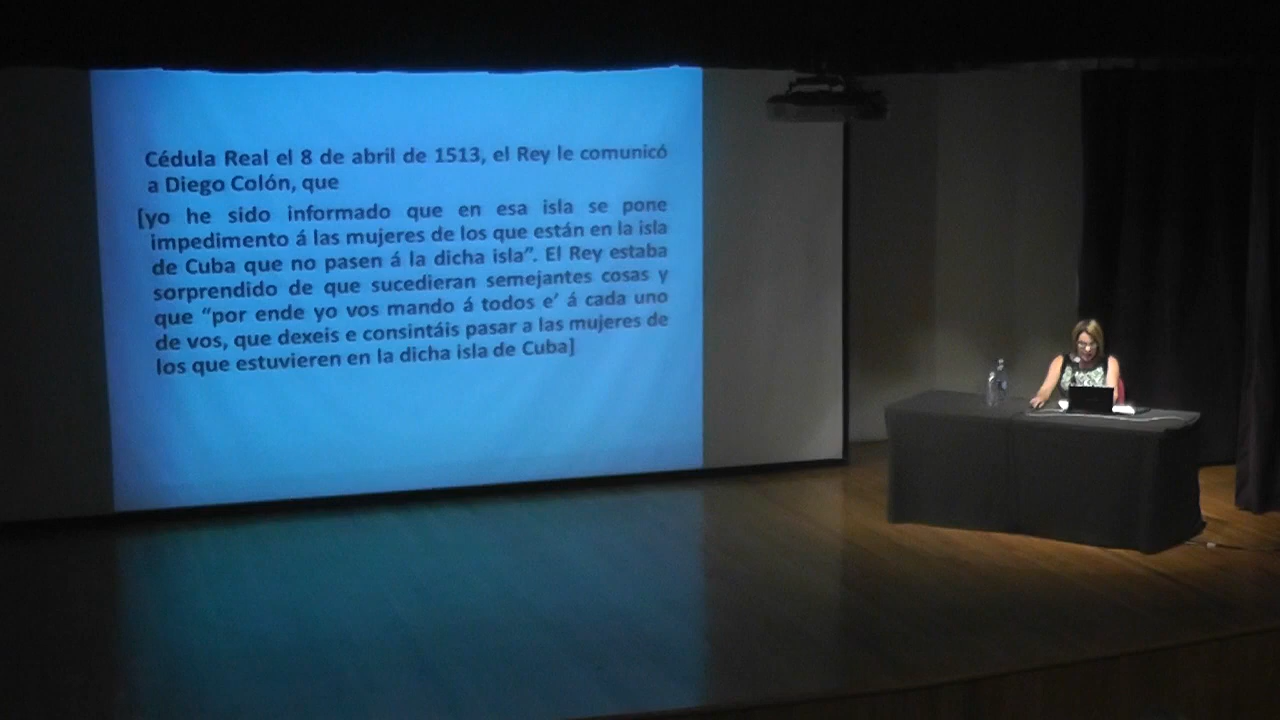 Cédula Real el 8 de abril de 1513, el Rey le comunicó
a Diego Colón, que
[yo he sido informado que en esa isla se pone
impedimento á las mujeres de los que están en la isla
de Cuba que no pasen á la dicha isla”. El Rey estaba
sorprendido de que sucedieran semejantes cosas y
que “por ende yo vos mando á todos e’ á cada uno
de vos, que dexeis e consintáis pasar a las mujeres de
los que estuvieren en la dicha isla de Cuba]